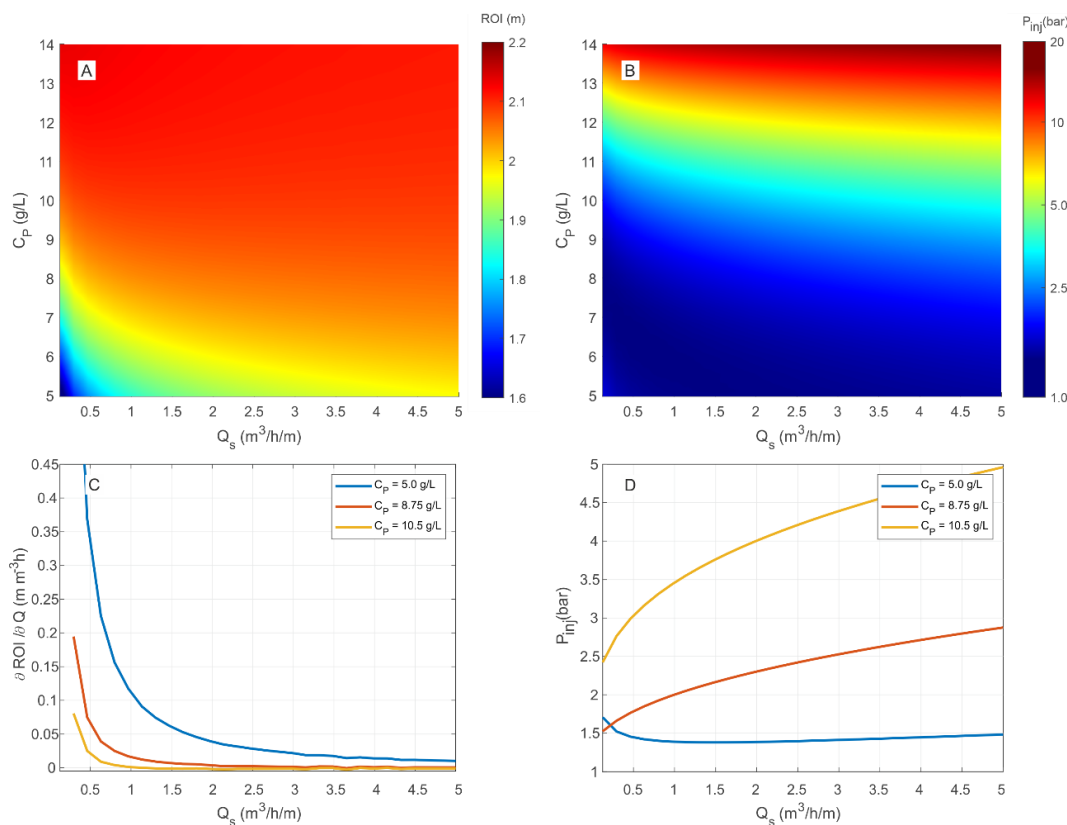 ROI (m)
A
14
13
12
11
10
9
8
7
6
5
C_P (g/L)
0.5 1 1.5 2 2.5 3 3.5 4 4.5 5
Q_s (m³/h/m)
2.2
2.1
2
1.9
1.8
1.7
1.6
P_inj(bar)
B
14
13
12
11
10
9
8
7
6
5
C_P (g/L)
0.5 1 1.5 2 2.5 3 3.5 4 4.5 5
Q_s (m³/h/m)
20
10
5.0
2.5
1.0
C
0.45
0.4
0.35
0.3
0.25
0.2
0.15
0.1
0.05
0
∂ ROI /∂ Q (m m⁻³h)
C_P = 5.0 g/L
C_P = 8.75 g/L
C_P = 10.5 g/L
0.5 1 1.5 2 2.5 3 3.5 4 4.5 5
Q_s (m³/h/m)
D
5
4.5
4
3.5
3
2.5
2
1.5
1
P_inj(bar)
C_P = 5.0 g/L
C_P = 8.75 g/L
C_P = 10.5 g/L
0.5 1 1.5 2 2.5 3 3.5 4 4.5 5
Q_s (m³/h/m)